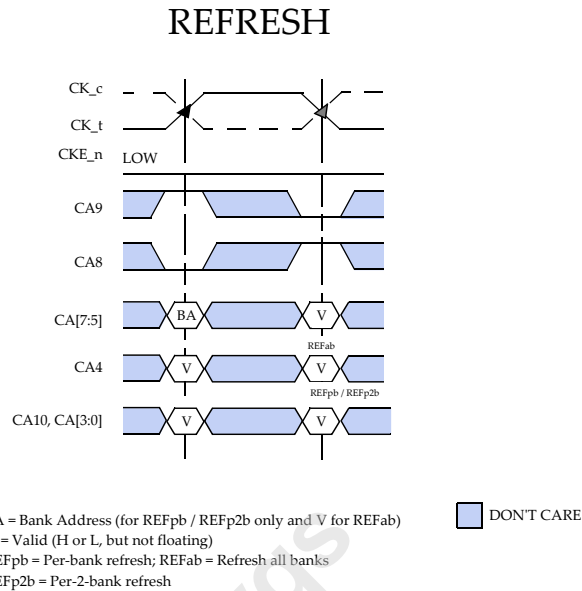 REFRESH
CK_c
CK_t
CKE_n LOW
CA9
CA8
CA[7:5] BA V
REFab
CA4 V V
REFpb / REFp2b
CA10, CA[3:0] V V
A = Bank Address (for REFpb / REFp2b only and V for REFab)
= Valid (H or L, but not floating)
EFpb = Per-bank refresh; REFab = Refresh all banks
EFp2b = Per-2-bank refresh
DON'T CARE